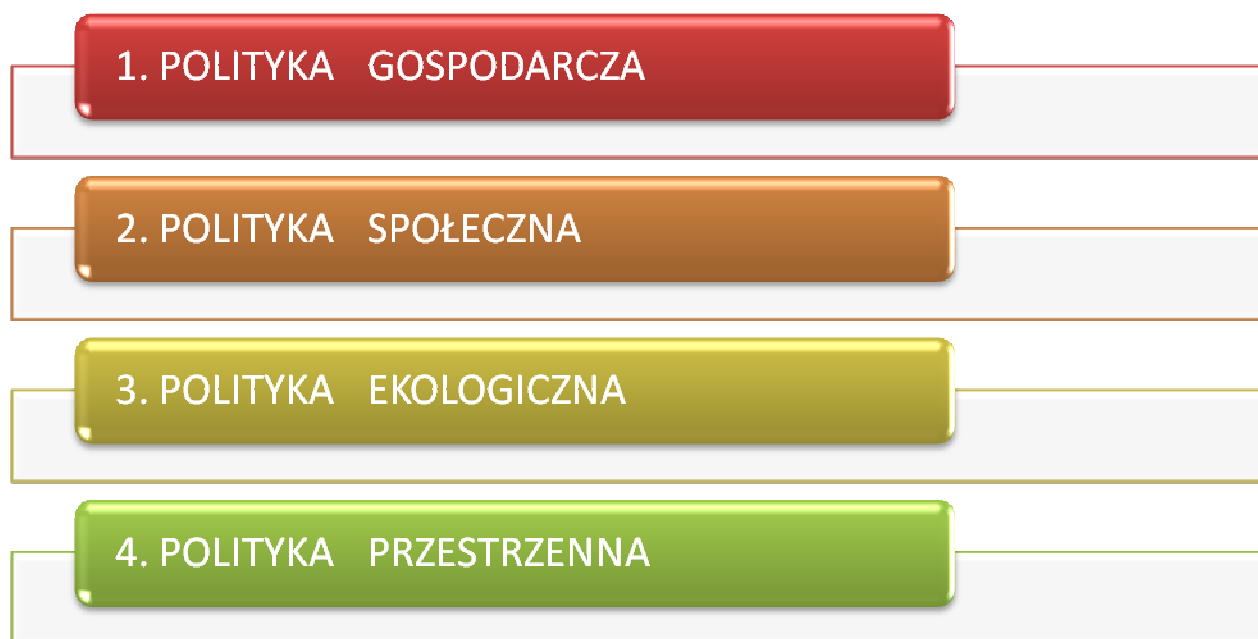 1. POLITYKA GOSPODARCZA
2. POLITYKA SPOŁECZNA
3. POLITYKA EKOLOGICZNA
4. POLITYKA PRZESTRZENNA